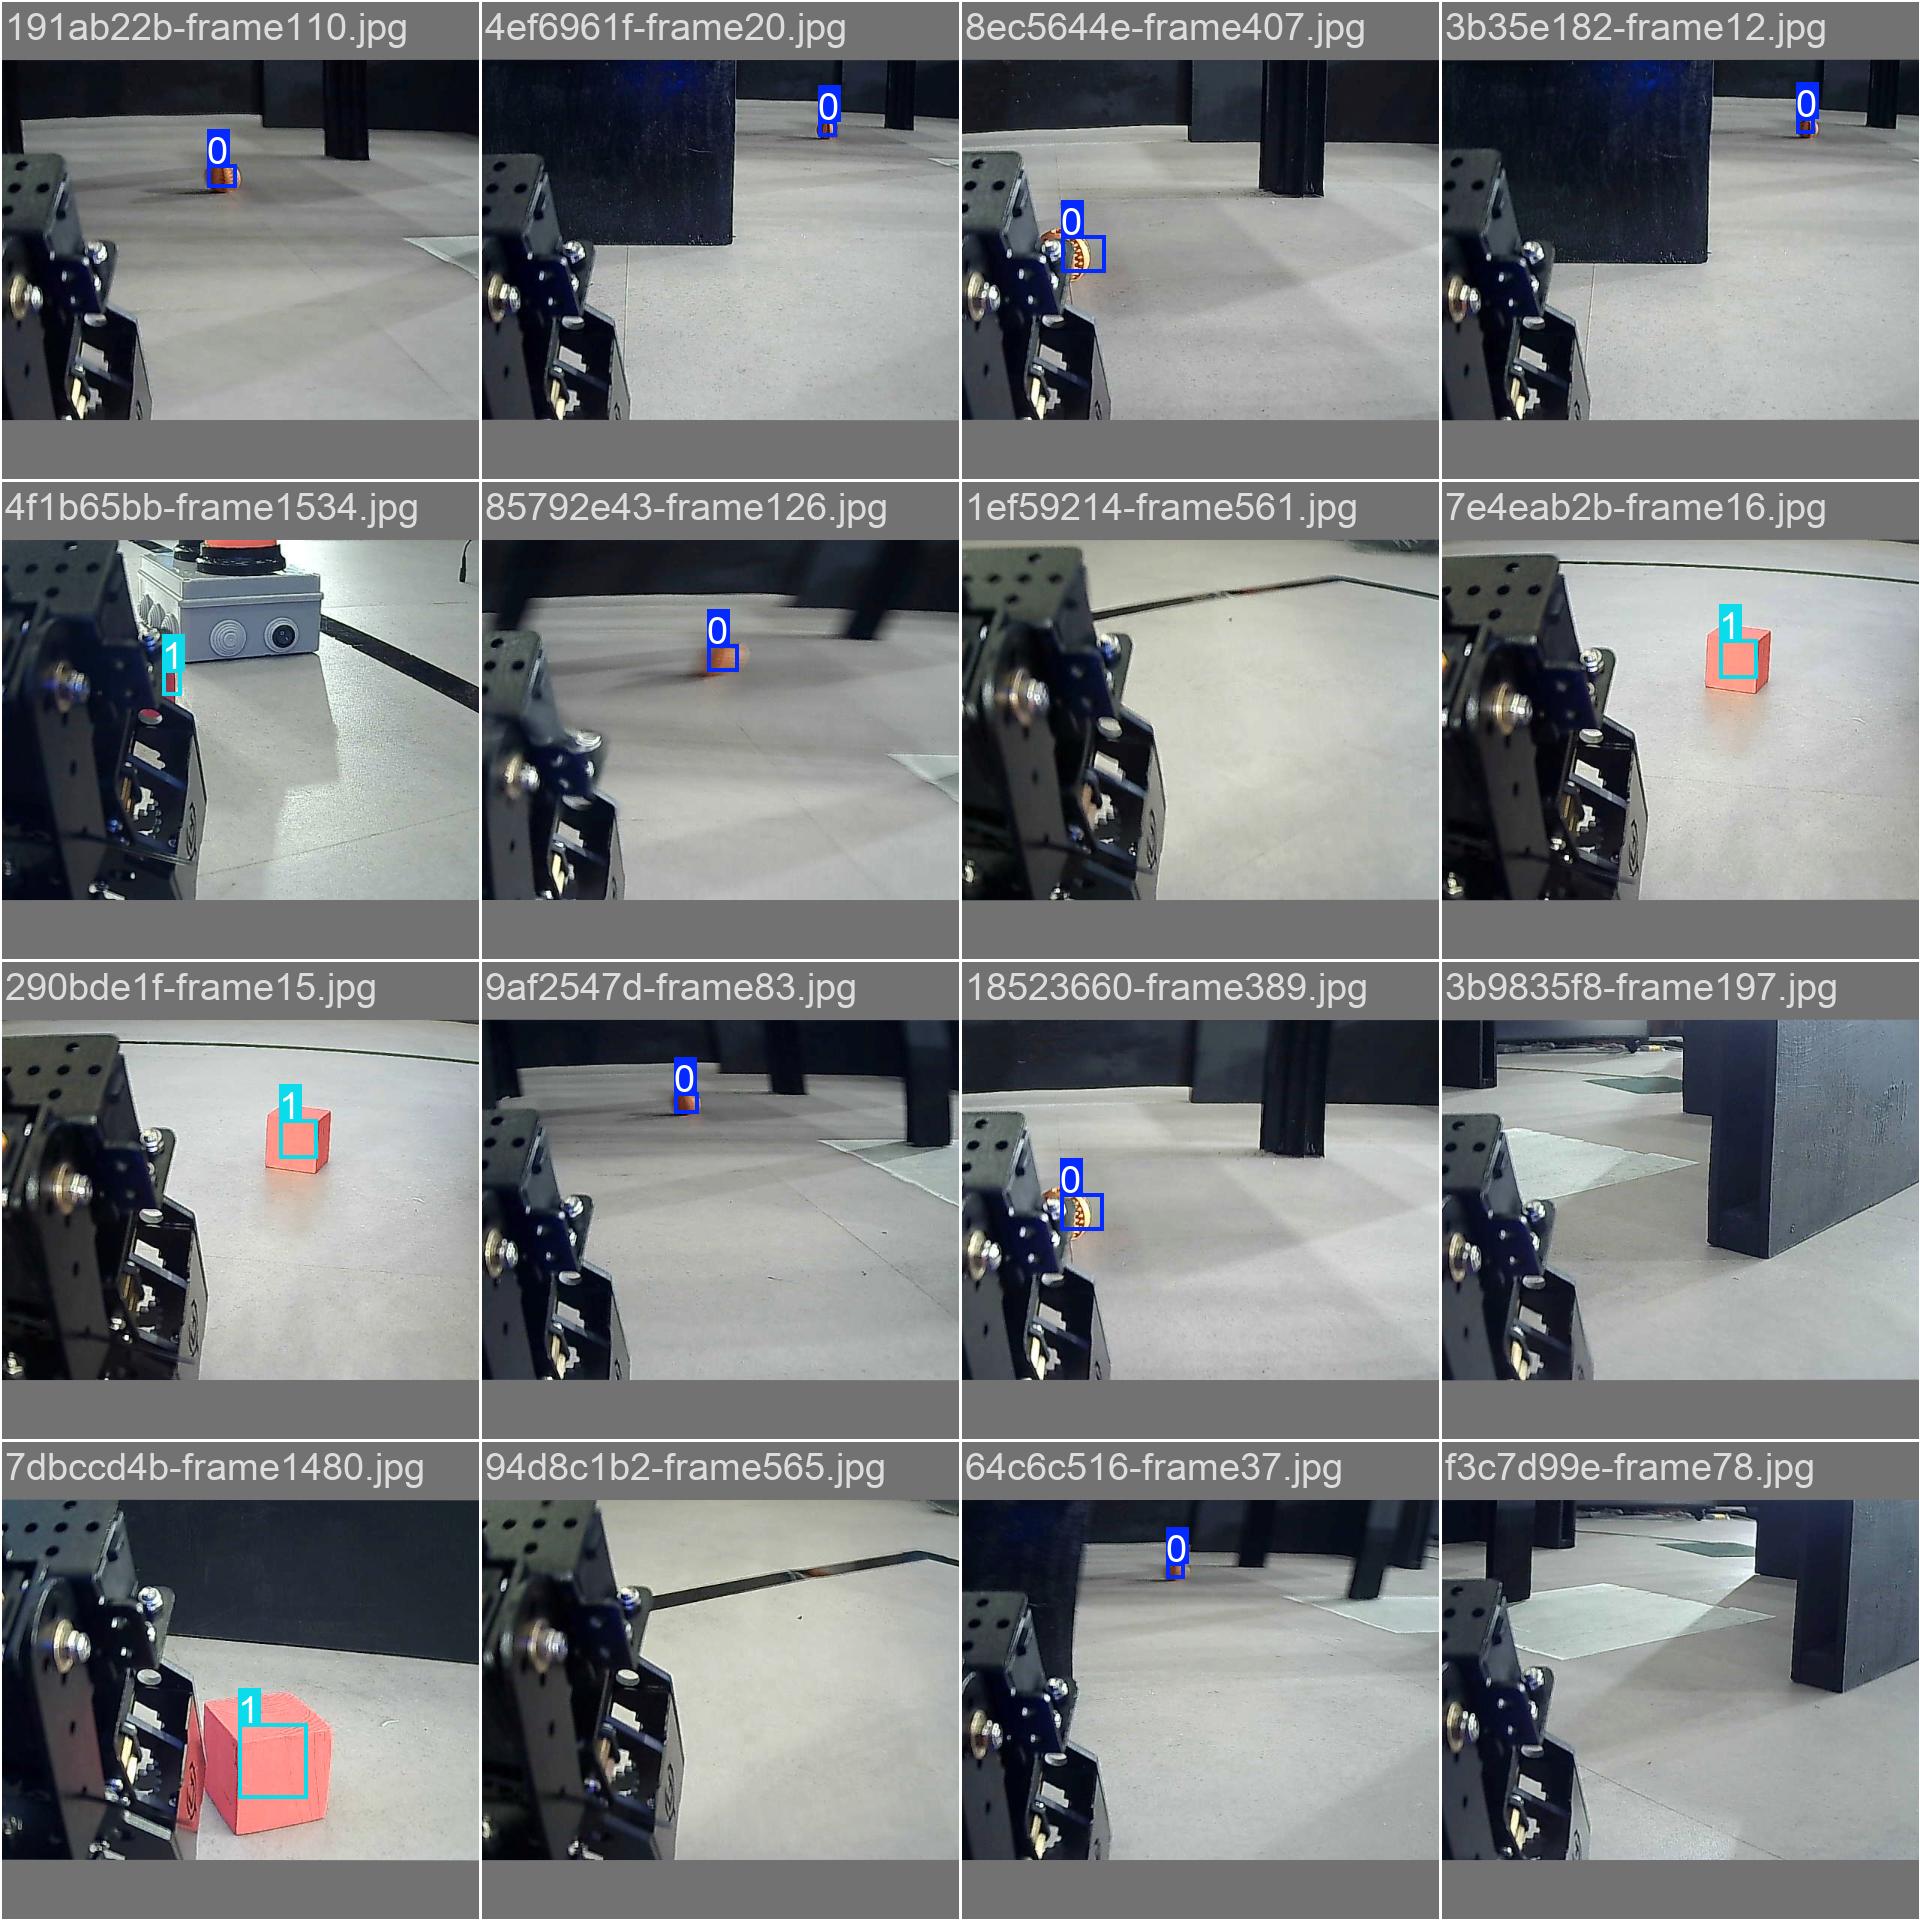 191ab22b-frame110.jpg
4ef6961f-frame20.jpg
8ec5644e-frame407.jpg
3b35e182-frame12.jpg
0
0
0
0
4f1b65bb-frame1534.jpg
85792e43-frame126.jpg
1ef59214-frame561.jpg
7e4eab2b-frame16.jpg
1
0
1
290bde1f-frame15.jpg
9af2547d-frame83.jpg
18523660-frame389.jpg
3b9835f8-frame197.jpg
1
0
0
7dbccd4b-frame1480.jpg
94d8c1b2-frame565.jpg
64c6c516-frame37.jpg
f3c7d99e-frame78.jpg
1
0